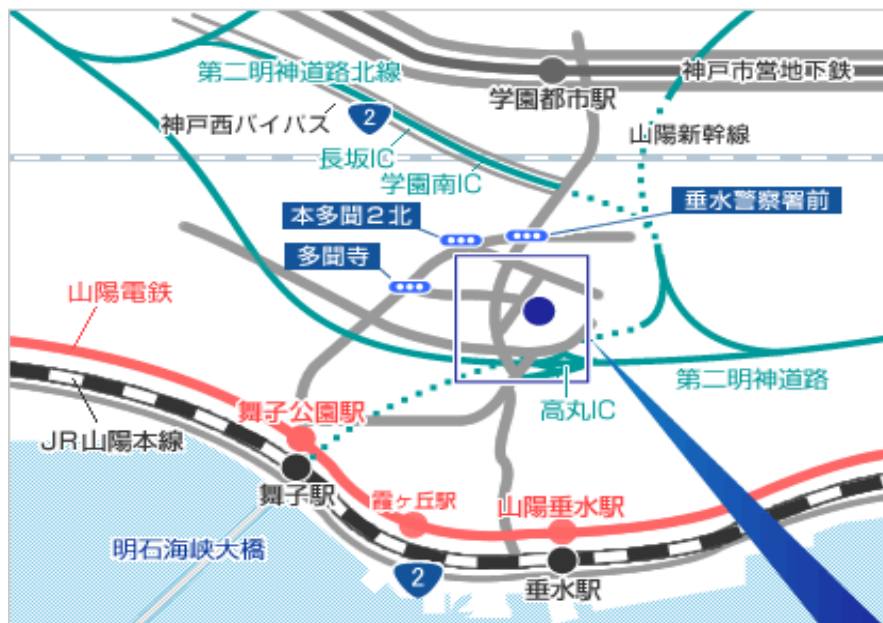 第二明神道路北線
神戸市営地下鉄
学園都市駅
神戸西バイパス
2
山陽新幹線
長坂IC
学園南IC
垂水警察署前
本多聞2北
多聞寺
山陽電鉄
第二明神道路
高丸IC
舞子公園駅
JR山陽本線
舞子駅
霞ヶ丘駅
山陽垂水駅
明石海峡大橋
2
垂水駅